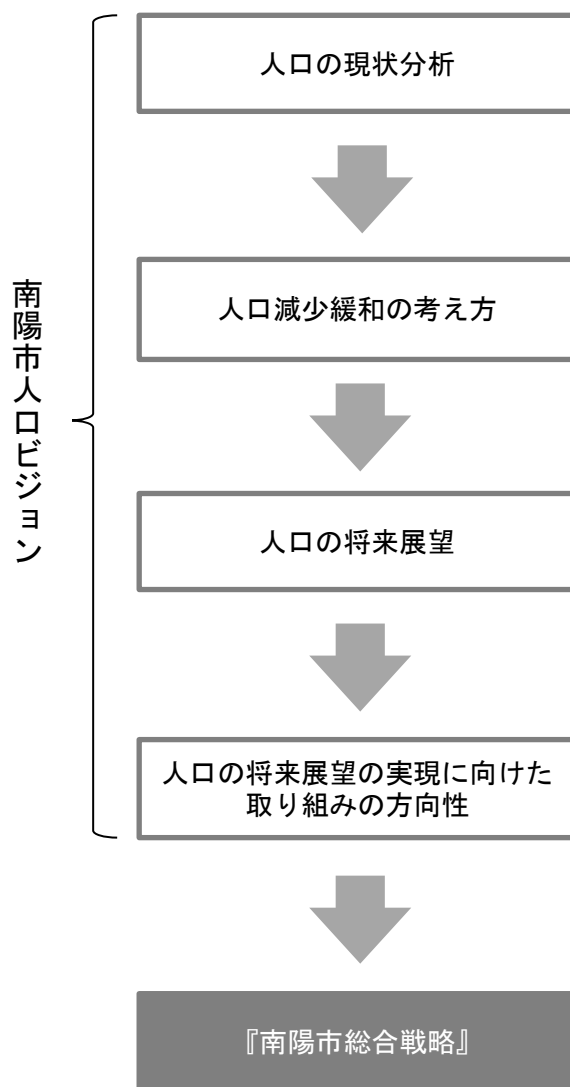 南陽市人口ビジョン
人口の現状分析
人口減少緩和の考え方
人口の将来展望
人口の将来展望の実現に向けた
取り組みの方向性
『南陽市総合戦略』